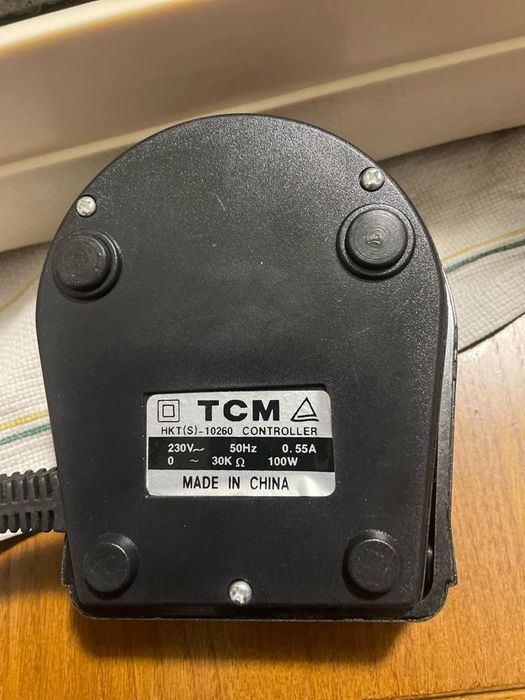 TCM
HKT(S)-10260 CONTROLLER
230V~ 50Hz 0.55A
0 ~ 30KΩ 100W
MADE IN CHINA